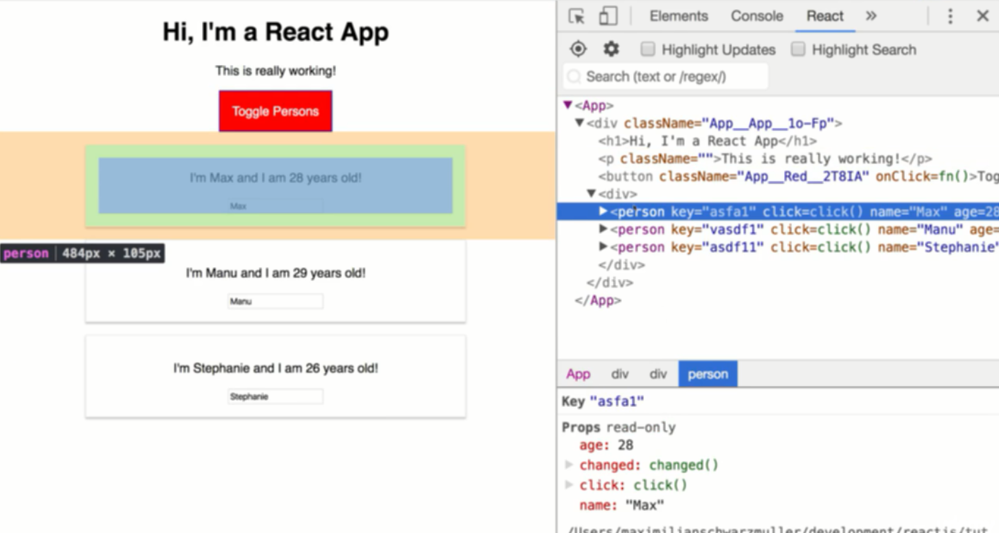 Hi, I'm a React App
This is really working!
Toggle Persons
I'm Max and I am 28 years old!
Max
person 484px × 105px
I'm Manu and I am 29 years old!
Manu
I'm Stephanie and I am 26 years old!
Stephanie
Elements Console React »
Highlight Updates Highlight Search
Search (text or /regex/)
<App>
<div className="App__App__1o-Fp">
<h1>Hi, I'm a React App</h1>
<p className="">This is really working!</p>
<button className="App__Red__2T8IA" onClick=fn()>Tog
<div>
<person key="asfa1" click=click() name="Max" age=28
<person key="vasdf1" click=click() name="Manu" age=
<person key="asdf11" click=click() name="Stephanie"
</div>
</div>
</App>
App div div person
Key "asfa1"
Props read-only
age: 28
changed: changed()
click: click()
name: "Max"
/Users/maximilianschwarzmuller/development/reactjs/tut